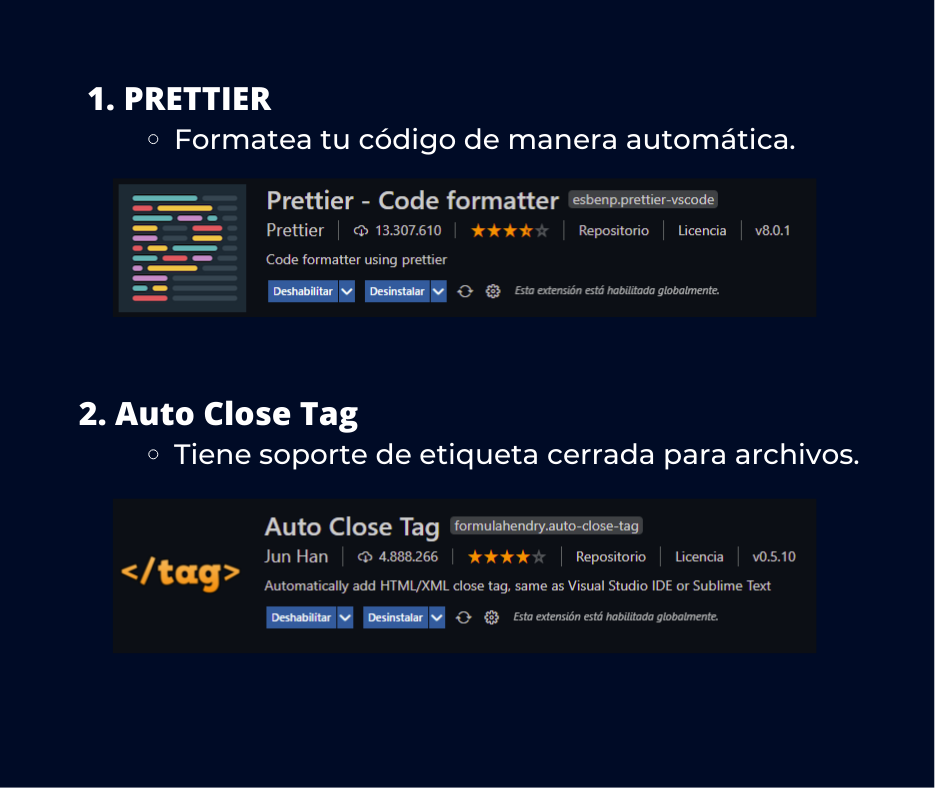 1. PRETTIER
Formatea tu código de manera automática.
Prettier - Code formatter esbenp.prettier-vscode
Prettier 13.307.610 Repositorio Licencia v8.0.1
Code formatter using prettier
Deshabilitar Desinstalar Esta extensión está habilitada globalmente.
2. Auto Close Tag
Tiene soporte de etiqueta cerrada para archivos.
Auto Close Tag formulahendry.auto-close-tag
</tag> Jun Han 4.888.266 Repositorio Licencia v0.5.10
Automatically add HTML/XML close tag, same as Visual Studio IDE or Sublime Text
Deshabilitar Desinstalar Esta extensión está habilitada globalmente.